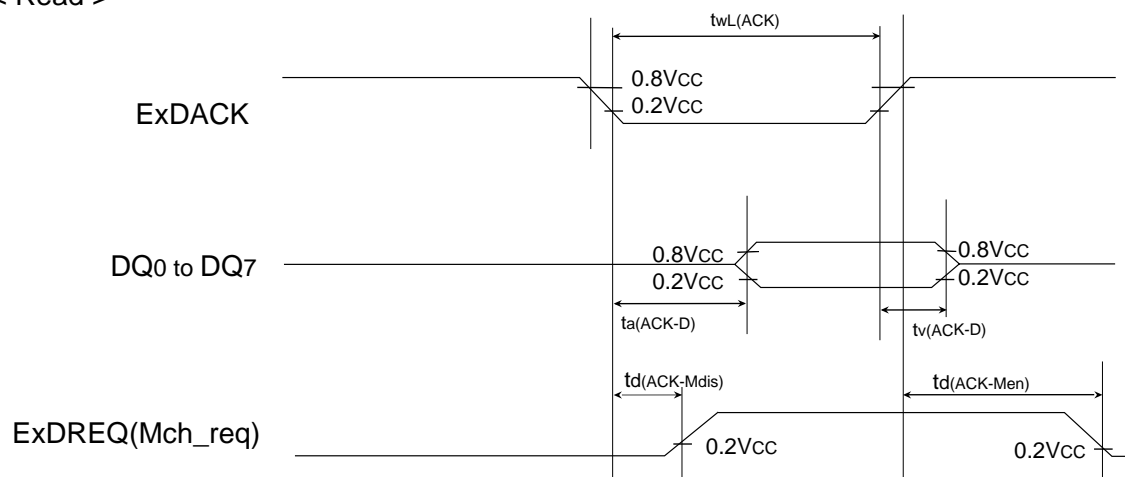 < Read >
twL(ACK)
ExDACK
0.8VCC
0.2VCC
DQ0 to DQ7
0.8VCC
0.2VCC
0.8VCC
0.2VCC
ta(ACK-D)
tv(ACK-D)
td(ACK-Mdis)
td(ACK-Men)
ExDREQ(Mch_req)
0.2VCC
0.2VCC